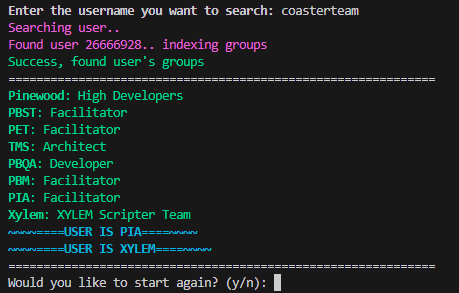 Enter the username you want to search: coasterteam
Searching user..
Found user 26666928.. indexing groups
Success, found user's groups
=============================================================
Pinewood: High Developers
PBST: Facilitator
PET: Facilitator
TMS: Architect
PBQA: Developer
PBM: Facilitator
PIA: Facilitator
Xylem: XYLEM Scripter Team
~~~~====USER IS PIA====~~~~
~~~~====USER IS XYLEM====~~~~
=============================================================
Would you like to start again? (y/n):